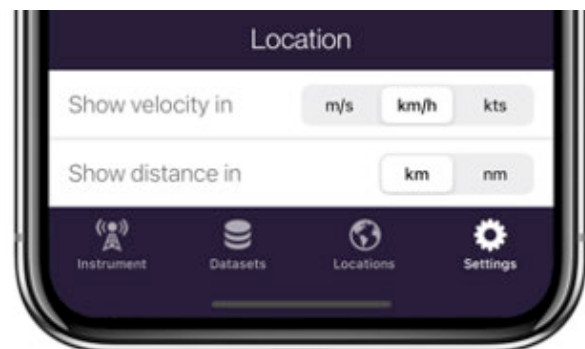 Location
Show velocity in m/s km/h kts
Show distance in km nm
Instrument Datasets Locations Settings